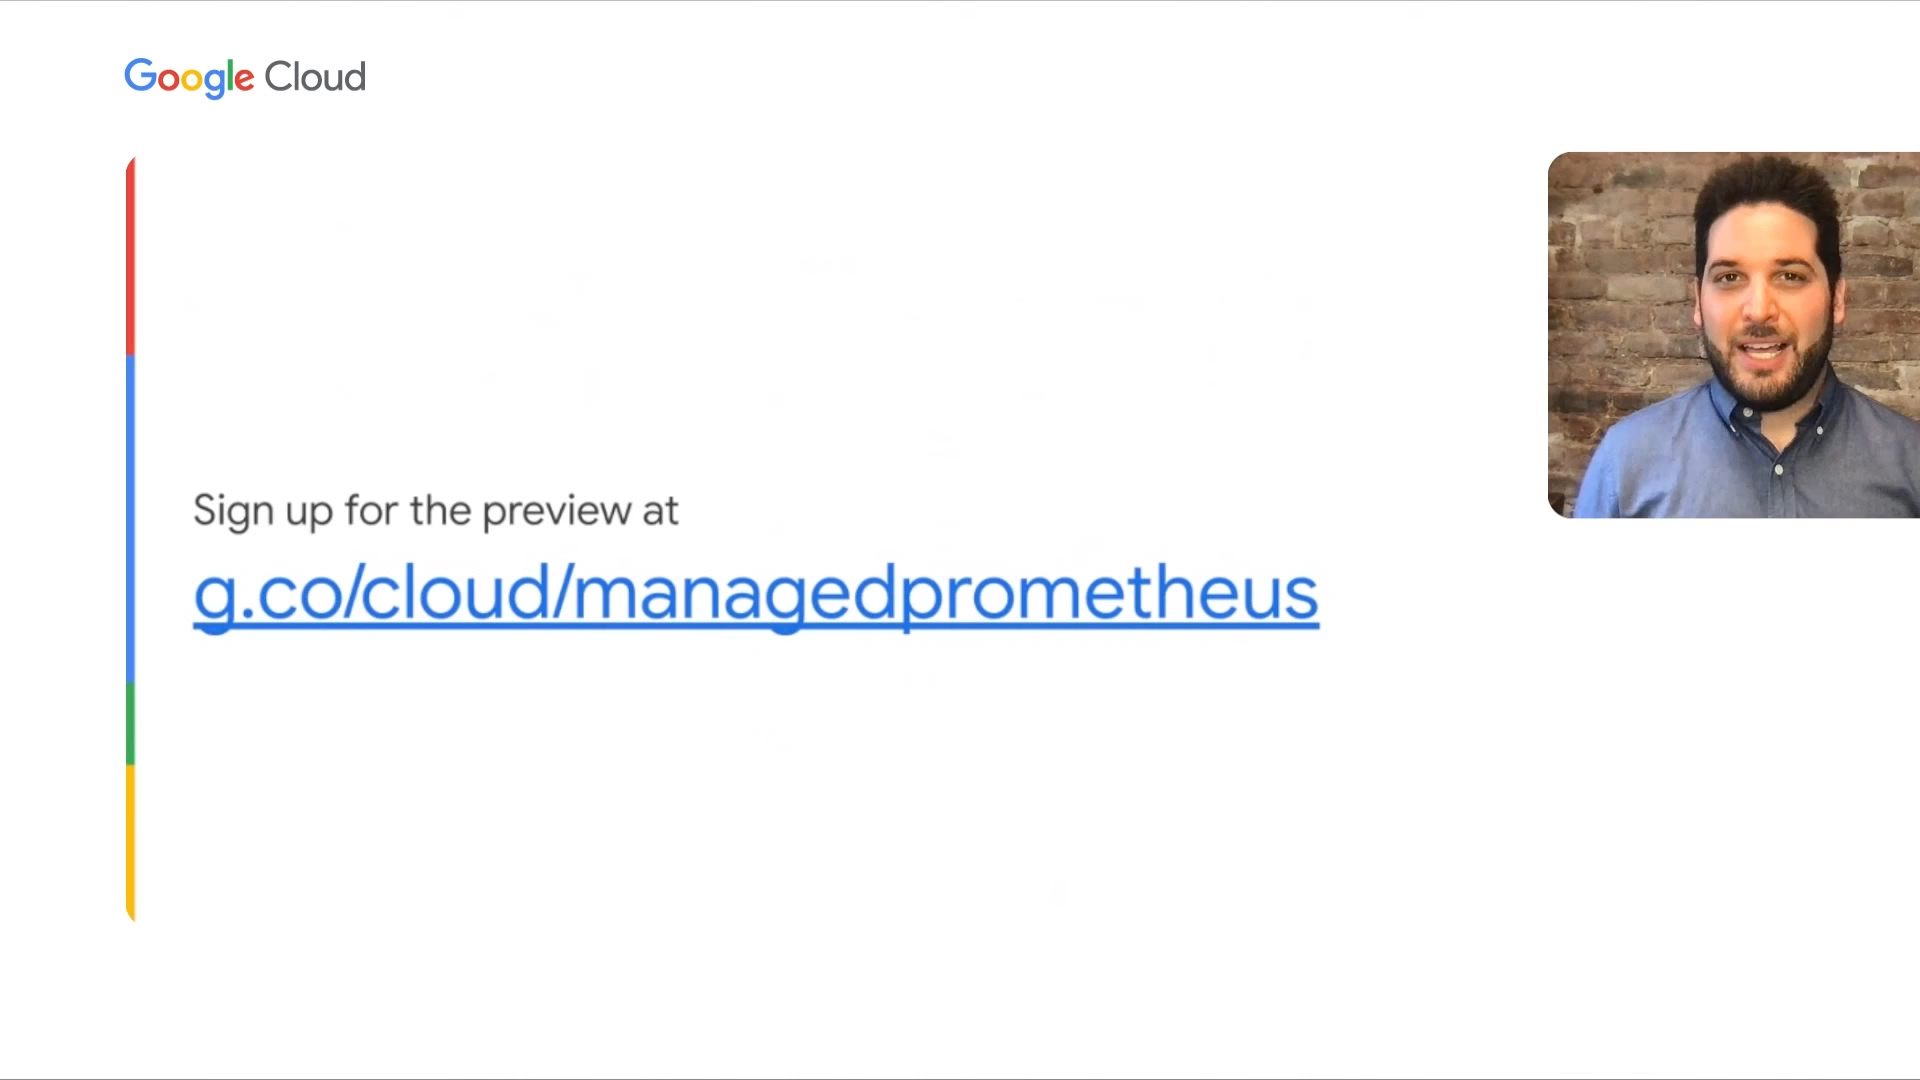 Google Cloud
Sign up for the preview at
g.co/cloud/managedprometheus